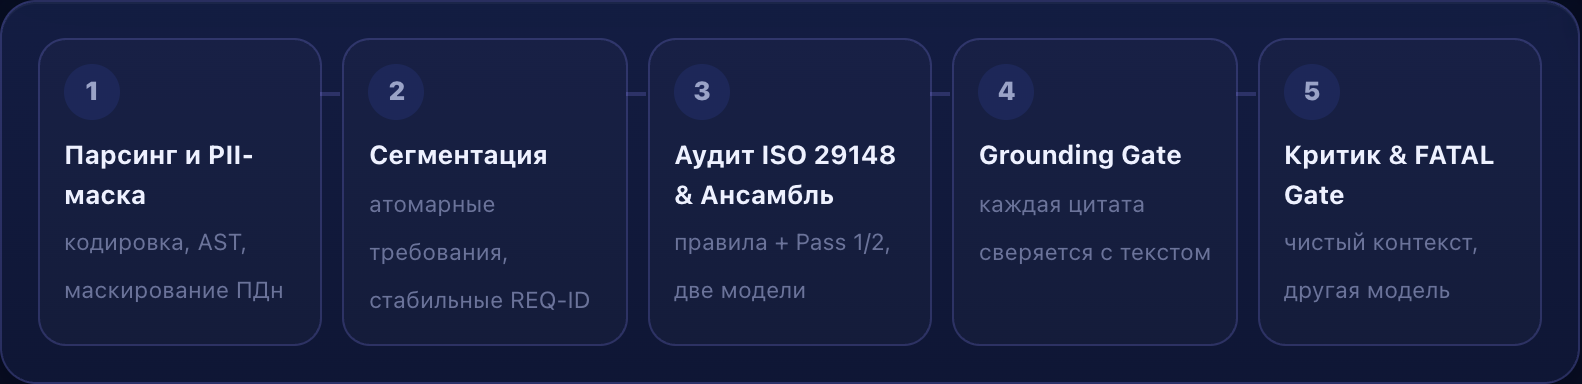 1
Парсинг и PII-
маска
кодировка, AST,
маскирование ПДн
2
Сегментация
атомарные
требования,
стабильные REQ-ID
3
Аудит ISO 29148
& Ансамбль
правила + Pass 1/2,
две модели
4
Grounding Gate
каждая цитата
сверяется с текстом
5
Критик & FATAL
Gate
чистый контекст,
другая модель